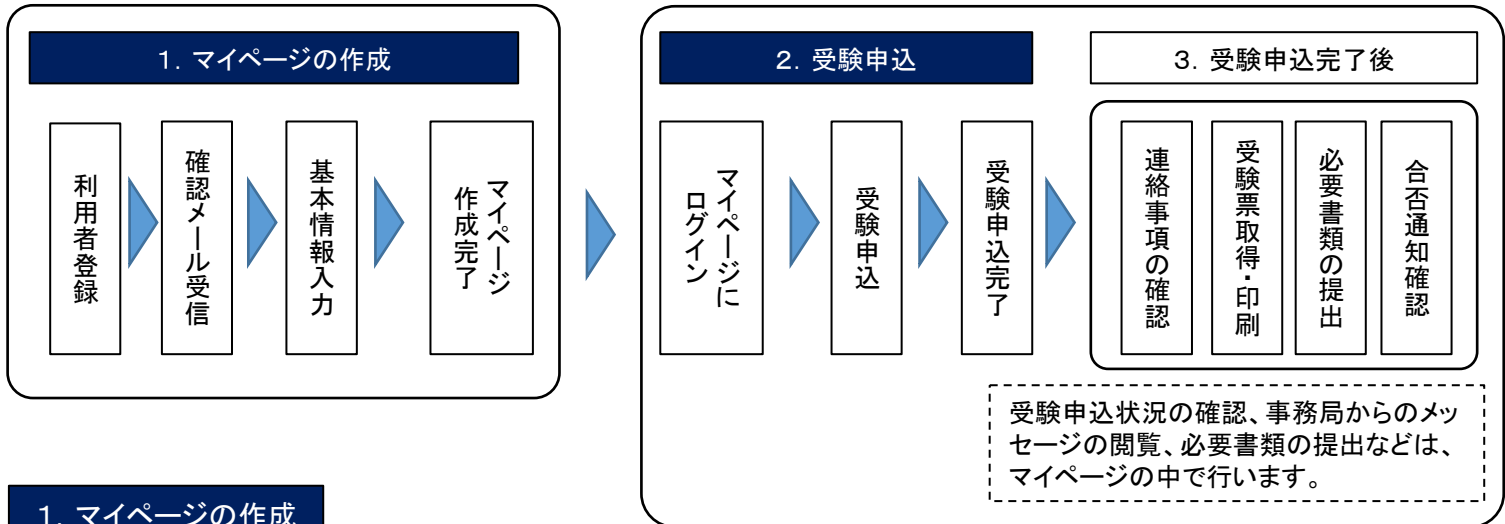 1．マイページの作成
利用者登録
確認メール受信
基本情報入力
マイページ
作成完了
2．受験申込
マイページに
ログイン
受験申込
受験申込完了
3．受験申込完了後
連絡事項の確認
受験票取得・印刷
必要書類の提出
合否通知確認
受験申込状況の確認、事務局からのメッ
セージの閲覧、必要書類の提出などは、
マイページの中で行います。
1．マイページの作成